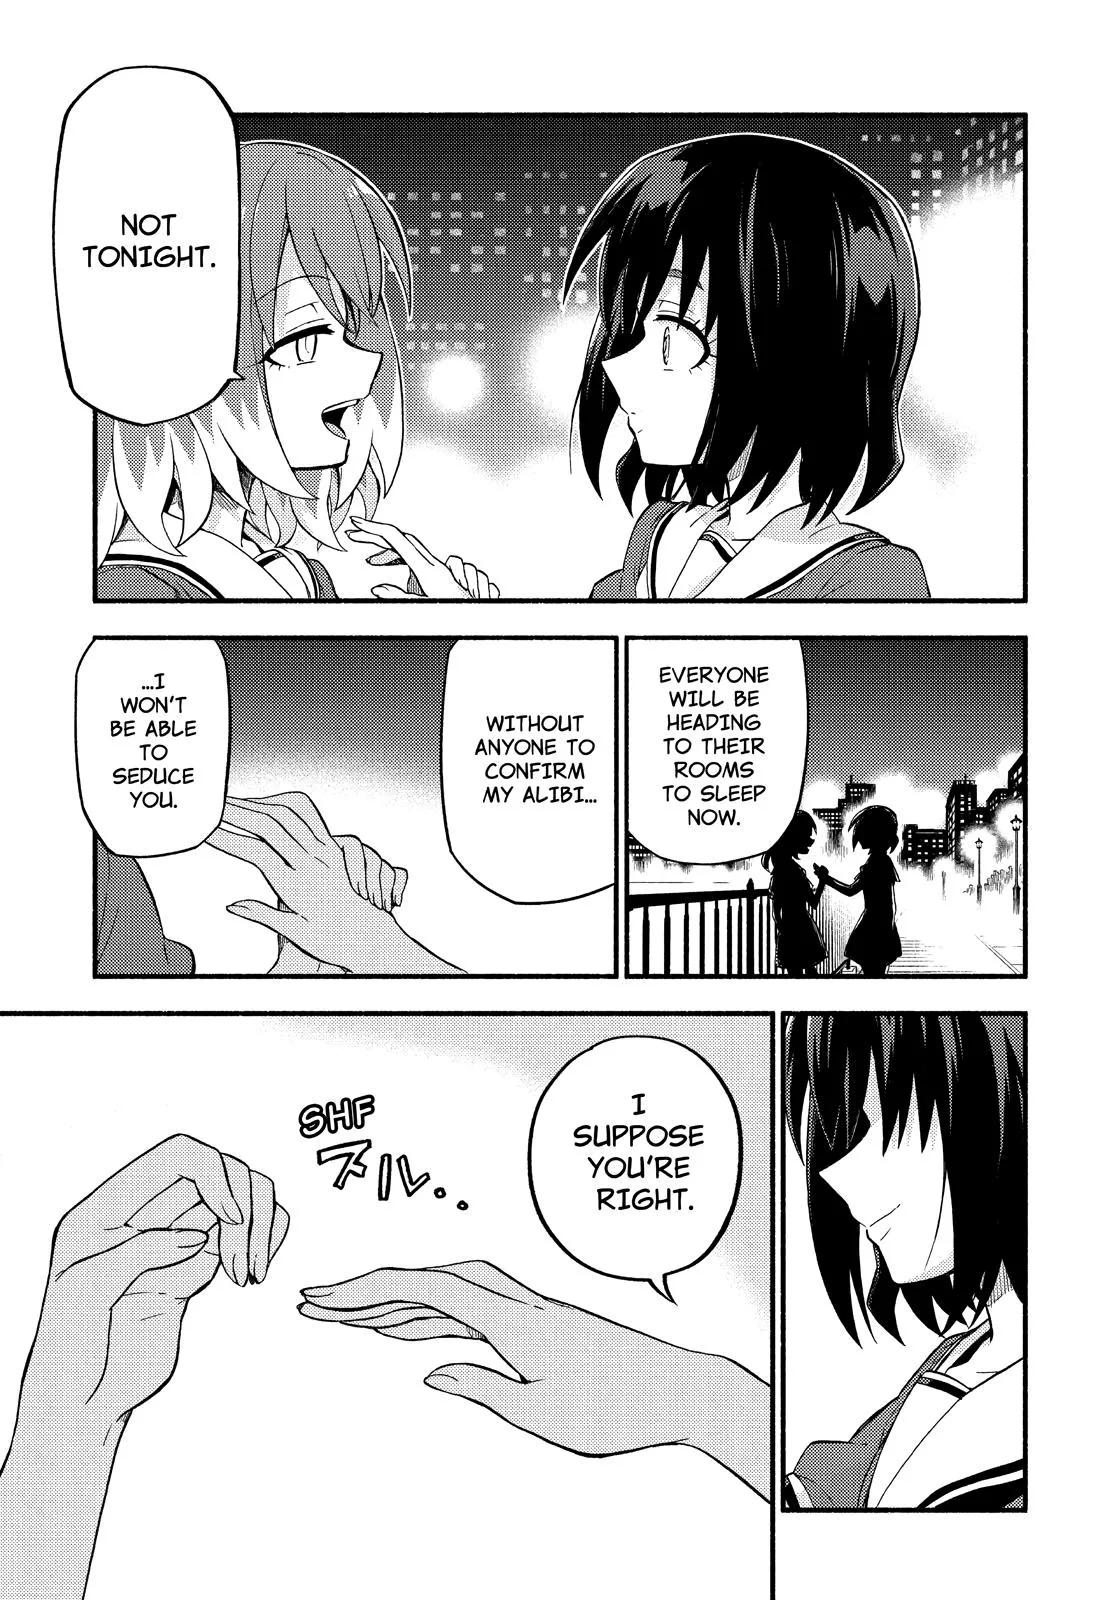 NOT
TONIGHT.
EVERYONE
WILL BE
HEADING
TO THEIR
ROOMS
TO SLEEP
NOW.
WITHOUT
ANYONE TO
CONFIRM
MY ALIBI...
...I
WON'T
BE ABLE
TO
SEDUCE
YOU.
I
SUPPOSE
YOU'RE
RIGHT.
SHF
ズル..